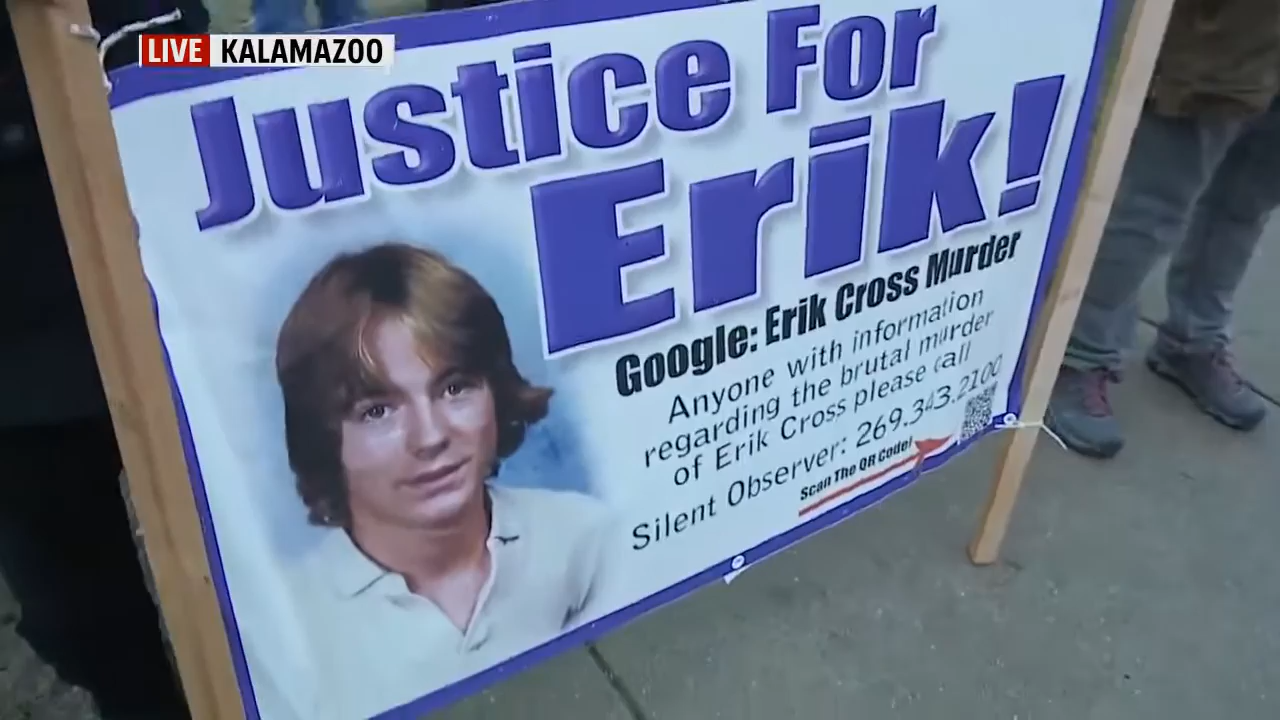 LIVE KALAMAZOO
Justice For
Erik!
Google: Erik Cross Murder
Anyone with information
regarding the brutal murder
of Erik Cross please call
Silent Observer: 269.343.2100
Scan The QR Code!